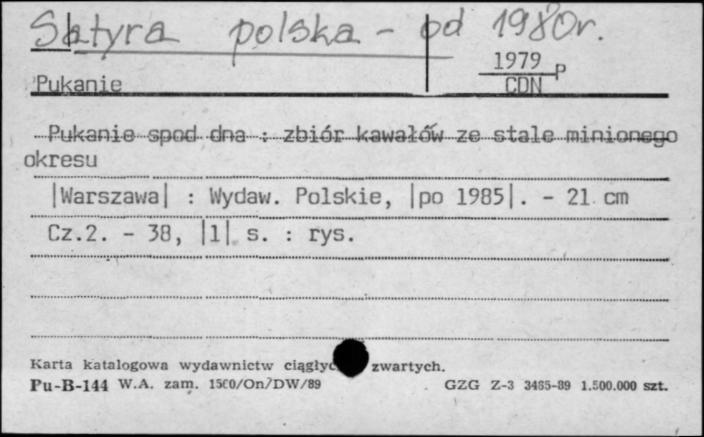 Satyra polska - od 1980r.
1979 P
Pukanie CDN
Pukanie spod dna : zbiór kawałów ze stale minionego
okresu
|Warszawa| : Wydaw. Polskie, |po 1985|. - 21 cm
Cz.2. - 38, |1| s. : rys.
Karta katalogowa wydawnictw zwartych.
Pu-B-144 W.A. zam. 1500/On/DW/89 GZG Z-3 3485-89 1.500.000 szt.